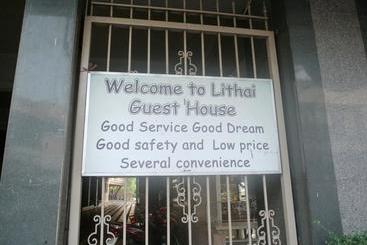 Welcome to Lithai
Guest House
Good Service Good Dream
Good safety and Low price
Several convenience